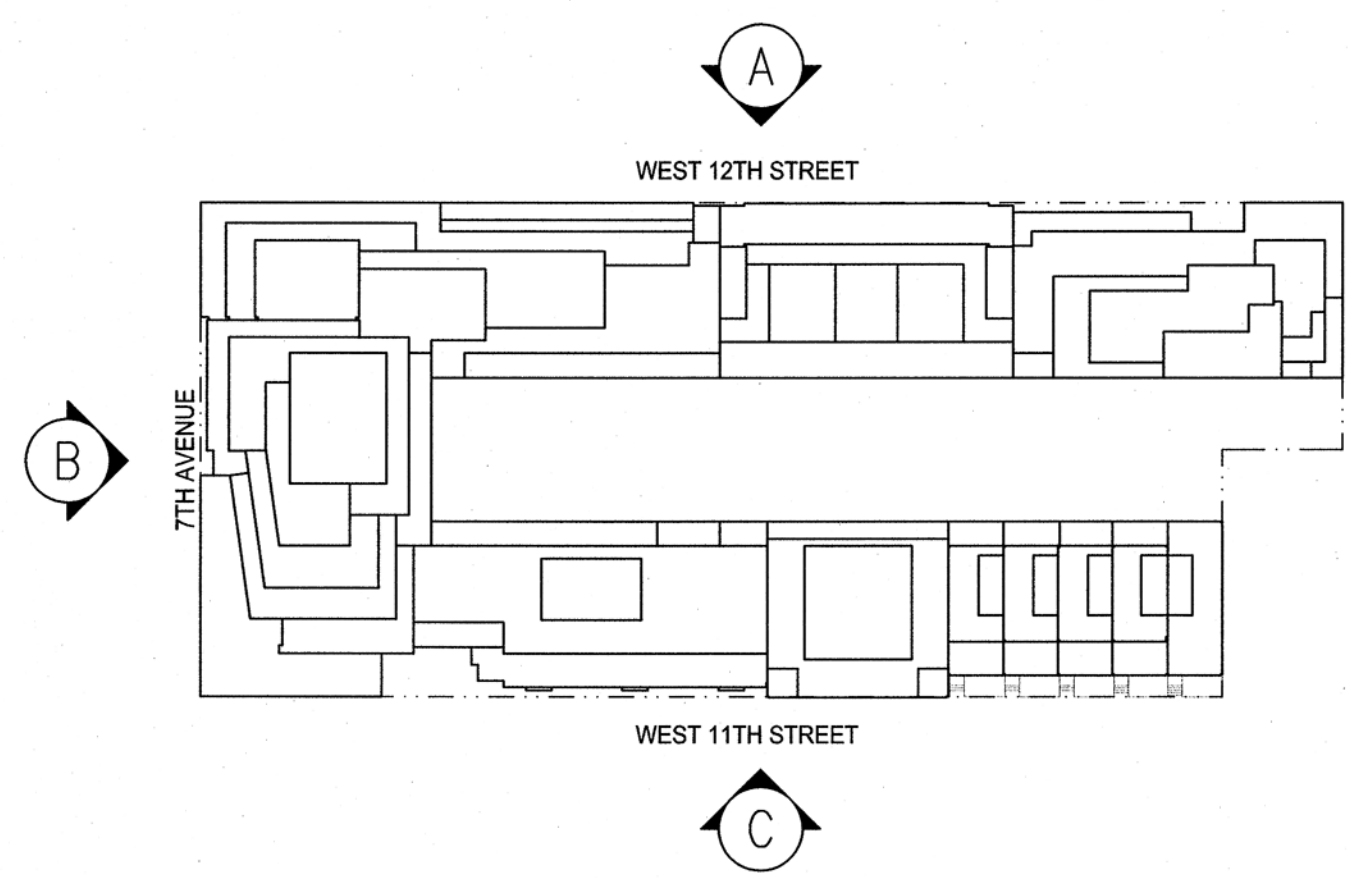 A
WEST 12TH STREET
B
7TH AVENUE
WEST 11TH STREET
C